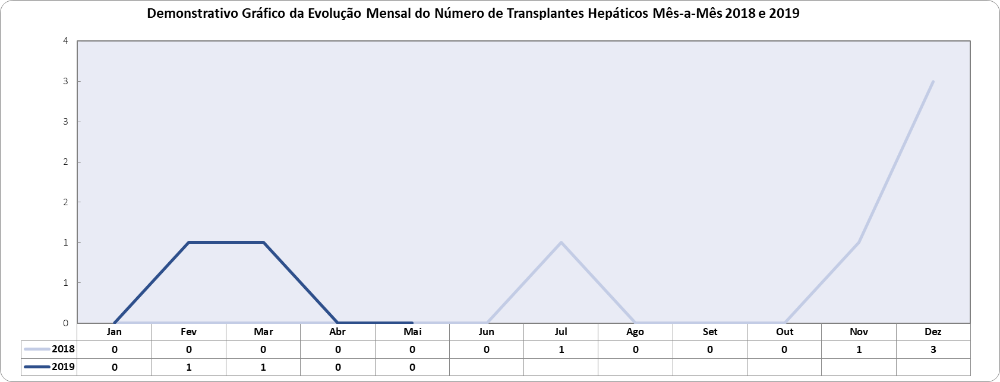 Demonstrativo Gráfico da Evolução Mensal do Número de Transplantes Hepáticos Mês-a-Mês 2018 e 2019
4
3
3
2
2
1
1
0
Jan Fev Mar Abr Mai Jun Jul Ago Set Out Nov Dez
2018 0 0 0 0 0 0 1 0 0 0 1 3
2019 0 1 1 0 0